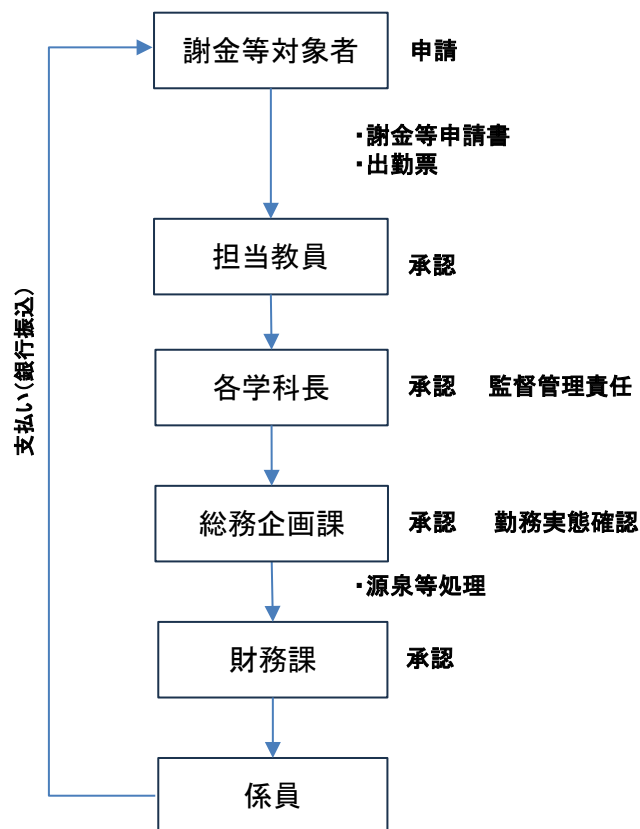 謝金等対象者 申請
・謝金等申請書
・出勤票
担当教員 承認
各学科長 承認 監督管理責任
総務企画課 承認 勤務実態確認
・源泉等処理
財務課 承認
係員
支払い(銀行振込)